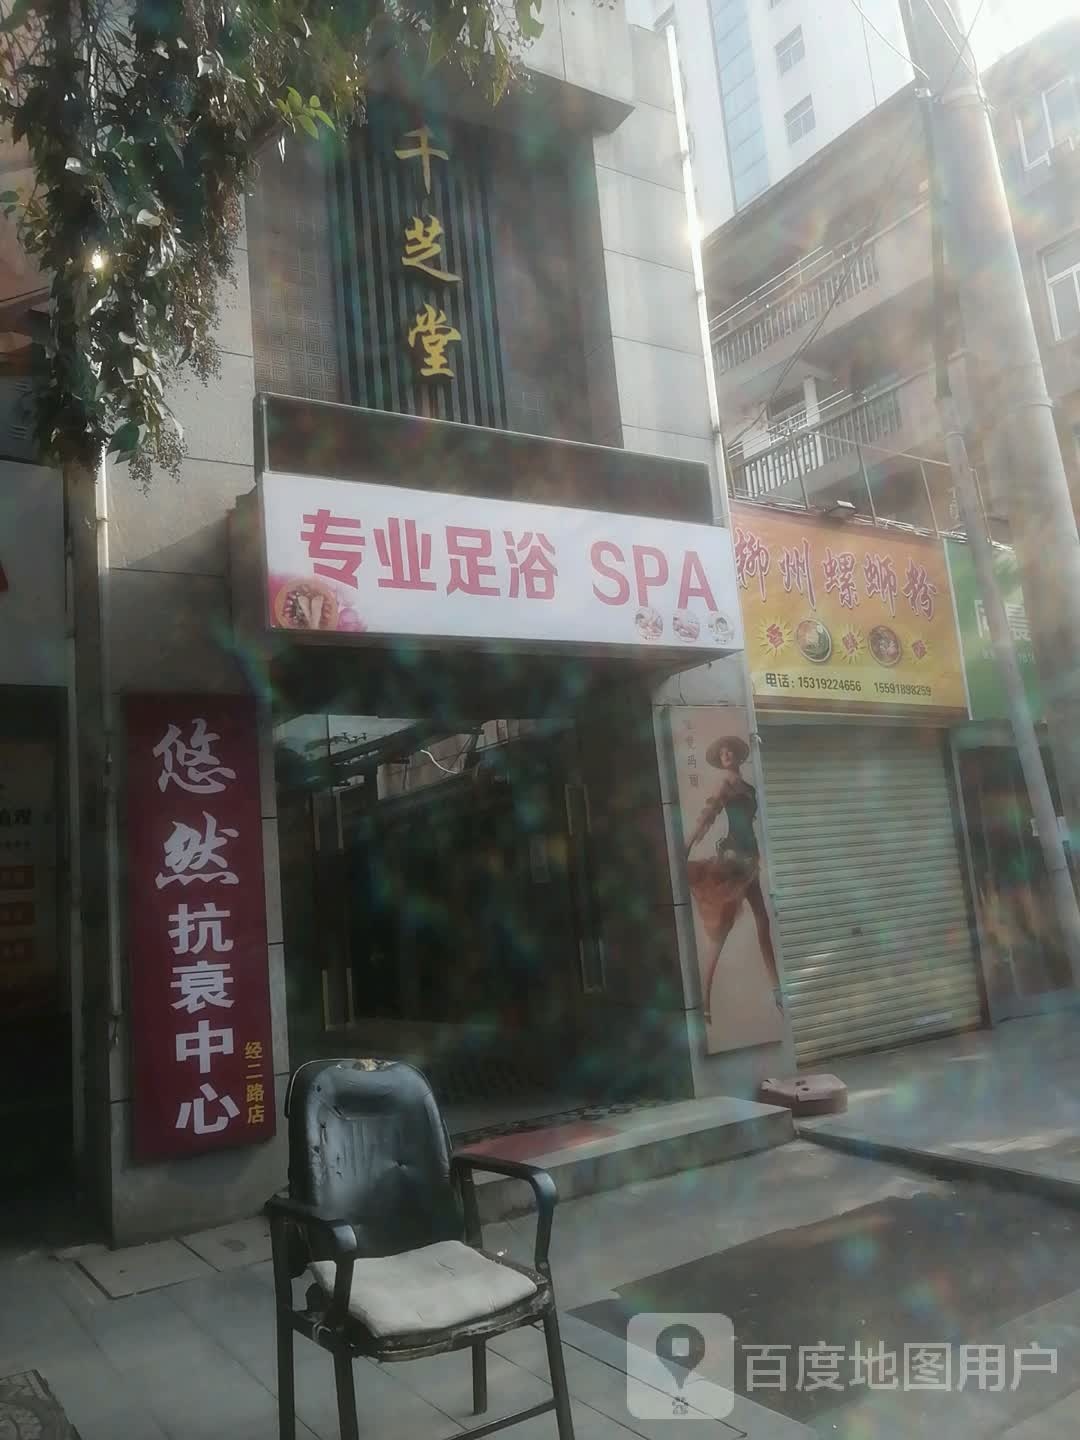 千芝堂
专业足浴 SPA
柳州螺蛳粉
电话:15319224656 15591898259
悠然抗衰中心
经二路店
百度地图用户